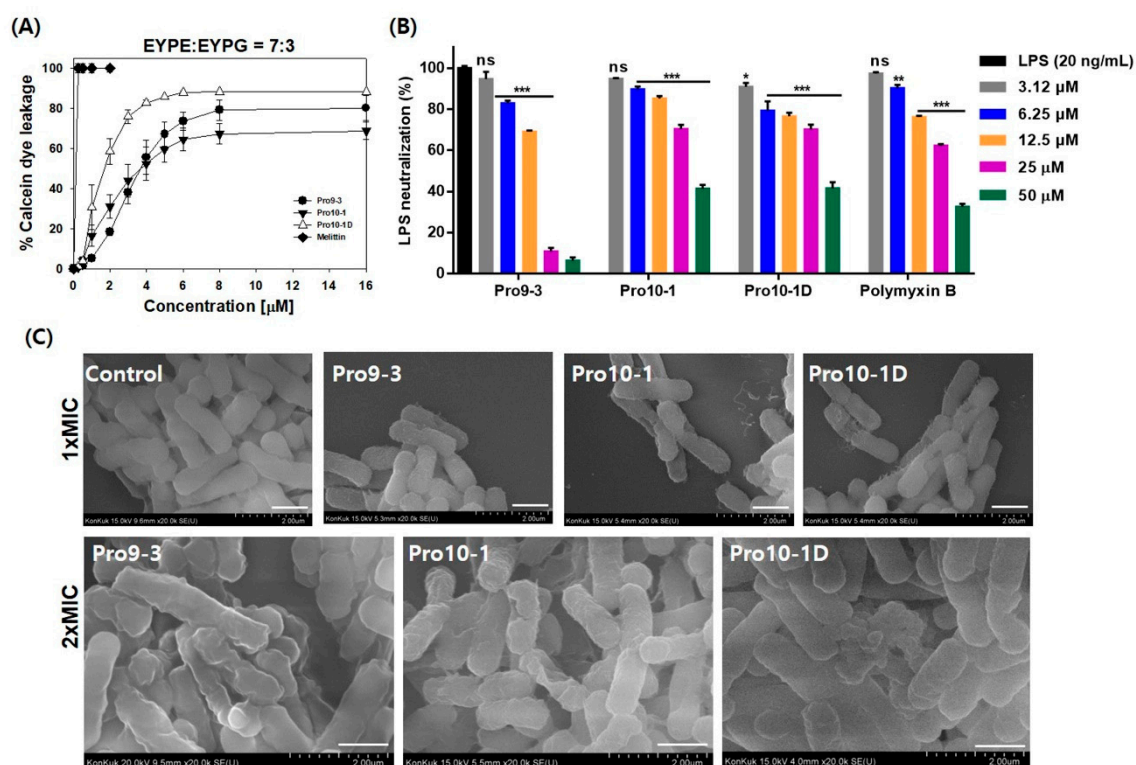 (A)
EYPE:EYPG = 7:3
% Calcein dye leakage
100
80
60
40
20
0
0 2 4 6 8 10 12 14 16
Concentration [μM]
Pro9-3
Pro10-1
Pro10-1D
Melittin
(B)
LPS neutralization (%)
100
80
60
40
20
0
ns
***
ns
***
*
***
ns
**
***
Pro9-3 Pro10-1 Pro10-1D Polymyxin B
LPS (20 ng/mL)
3.12 μM
6.25 μM
12.5 μM
25 μM
50 μM
(C)
1xMIC
Control
KonKuk 15.0kV 9.6mm x20.0k SE(U) 2.00um
Pro9-3
KonKuk 15.0kV 5.3mm x20.0k SE(U) 2.00um
Pro10-1
KonKuk 15.0kV 5.4mm x20.0k SE(U) 2.00um
Pro10-1D
KonKuk 15.0kV 5.4mm x20.0k SE(U) 2.00um
2xMIC
Pro9-3
KonKuk 20.0kV 9.5mm x20.0k SE(U) 2.00um
Pro10-1
KonKuk 15.0kV 5.5mm x20.0k SE(U) 2.00um
Pro10-1D
KonKuk 15.0kV 4.0mm x20.0k SE(U) 2.00um